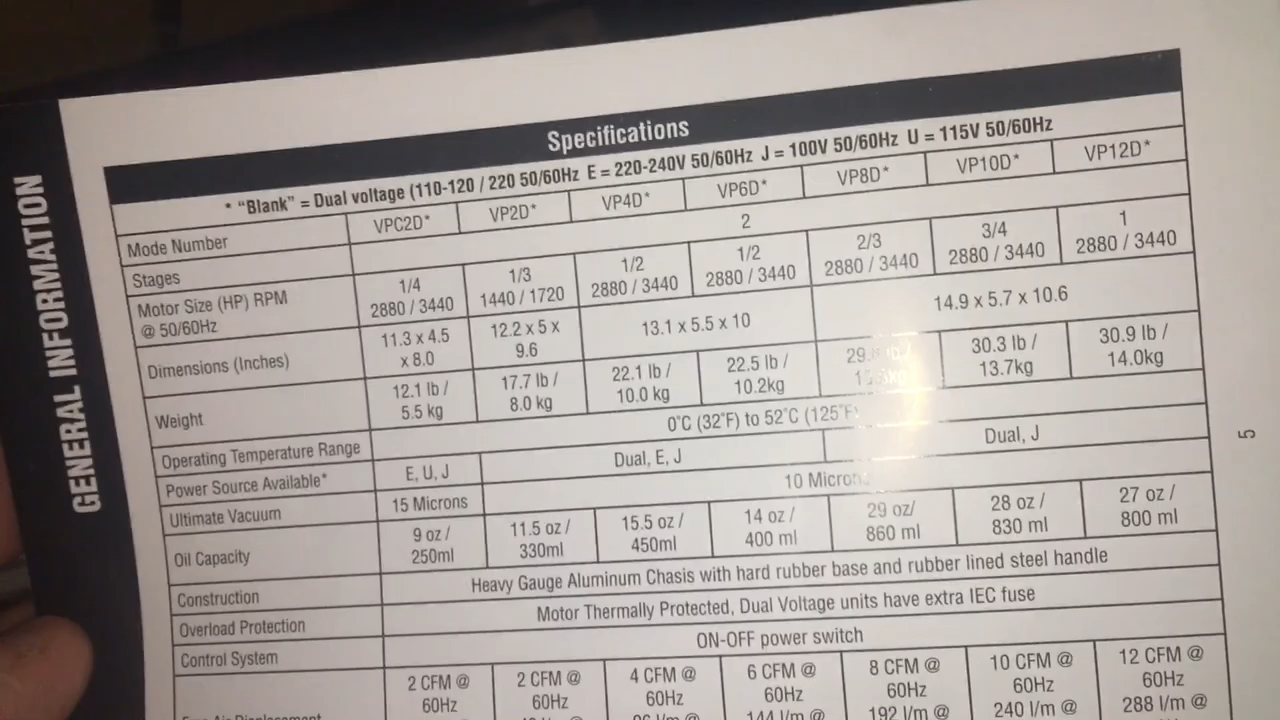 Specifications
* "Blank" = Dual voltage (110-120 / 220 50/60Hz E = 220-240V 50/60Hz J = 100V 50/60Hz U = 115V 50/60Hz
Mode Number VPC2D* VP2D* VP4D* VP6D* VP8D* VP10D* VP12D*
Stages 2
Motor Size (HP) RPM 1/4 1/3 1/2 1/2 2/3 3/4 1
@ 50/60Hz 2880 / 3440 1440 / 1720 2880 / 3440 2880 / 3440 2880 / 3440 2880 / 3440 2880 / 3440
Dimensions (Inches) 11.3 x 4.5 12.2 x 5 x 13.1 x 5.5 x 10 14.9 x 5.7 x 10.6
x 8.0 9.6
Weight 12.1 lb / 17.7 lb / 22.1 lb / 22.5 lb / 30.3 lb / 30.9 lb /
5.5 kg 8.0 kg 10.0 kg 10.2kg 13.7kg 14.0kg
Operating Temperature Range 0˚C (32˚F) to 52˚C (125˚F)
Power Source Available* E, U, J Dual, E, J Dual, J
Ultimate Vacuum 15 Microns 10 Microns
Oil Capacity 9 oz / 11.5 oz / 15.5 oz / 14 oz / 29 oz/ 28 oz / 27 oz /
250ml 330ml 450ml 400 ml 860 ml 830 ml 800 ml
Construction Heavy Gauge Aluminum Chasis with hard rubber base and rubber lined steel handle
Overload Protection Motor Thermally Protected, Dual Voltage units have extra IEC fuse
Control System ON-OFF power switch
2 CFM @ 2 CFM @ 4 CFM @ 6 CFM @ 8 CFM @ 10 CFM @ 12 CFM @
60Hz 60Hz 60Hz 60Hz 60Hz 60Hz 60Hz
144 l/m @ 192 l/m @ 240 l/m @ 288 l/m @
GENERAL INFORMATION
5